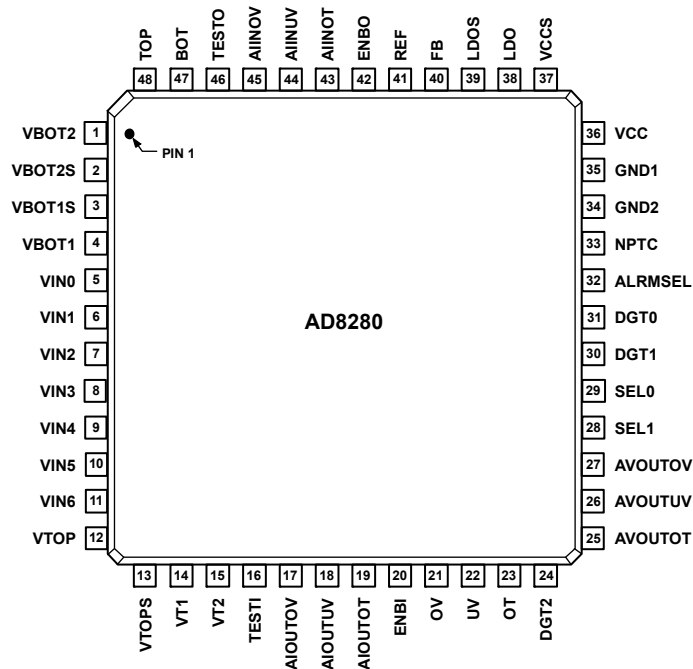 TOP
BOT
TESTO
AIINOV
AIINUV
AIINOT
ENBO
REF
FB
LDOS
LDO
VCCS
48
47
46
45
44
43
42
41
40
39
38
37
VBOT2 1
VBOT2S 2
VBOT1S 3
VBOT1 4
VIN0 5
VIN1 6
VIN2 7
VIN3 8
VIN4 9
VIN5 10
VIN6 11
VTOP 12
PIN 1
AD8280
36 VCC
35 GND1
34 GND2
33 NPTC
32 ALRMSEL
31 DGT0
30 DGT1
29 SEL0
28 SEL1
27 AVOUTOV
26 AVOUTUV
25 AVOUTOT
13
14
15
16
17
18
19
20
21
22
23
24
VTOPS
VT1
VT2
TESTI
AIOUTOV
AIOUTUV
AIOUTOT
ENBI
OV
UV
OT
DGT2